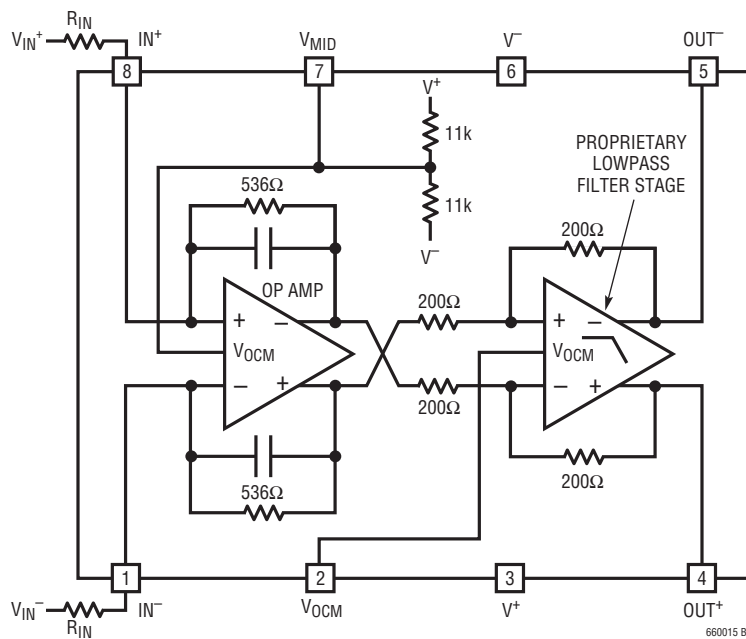 R_IN
V_IN⁺
IN⁺
V_MID
V⁻
OUT⁻
8
7
6
5
V⁺
11k
PROPRIETARY
LOWPASS
FILTER STAGE
536Ω
11k
V⁻
200Ω
OP AMP
200Ω
+
−
+
−
V_OCM
V_OCM
−
+
−
+
200Ω
200Ω
536Ω
1
2
3
4
V_IN⁻
R_IN
IN⁻
V_OCM
V⁺
OUT⁺
660015 B